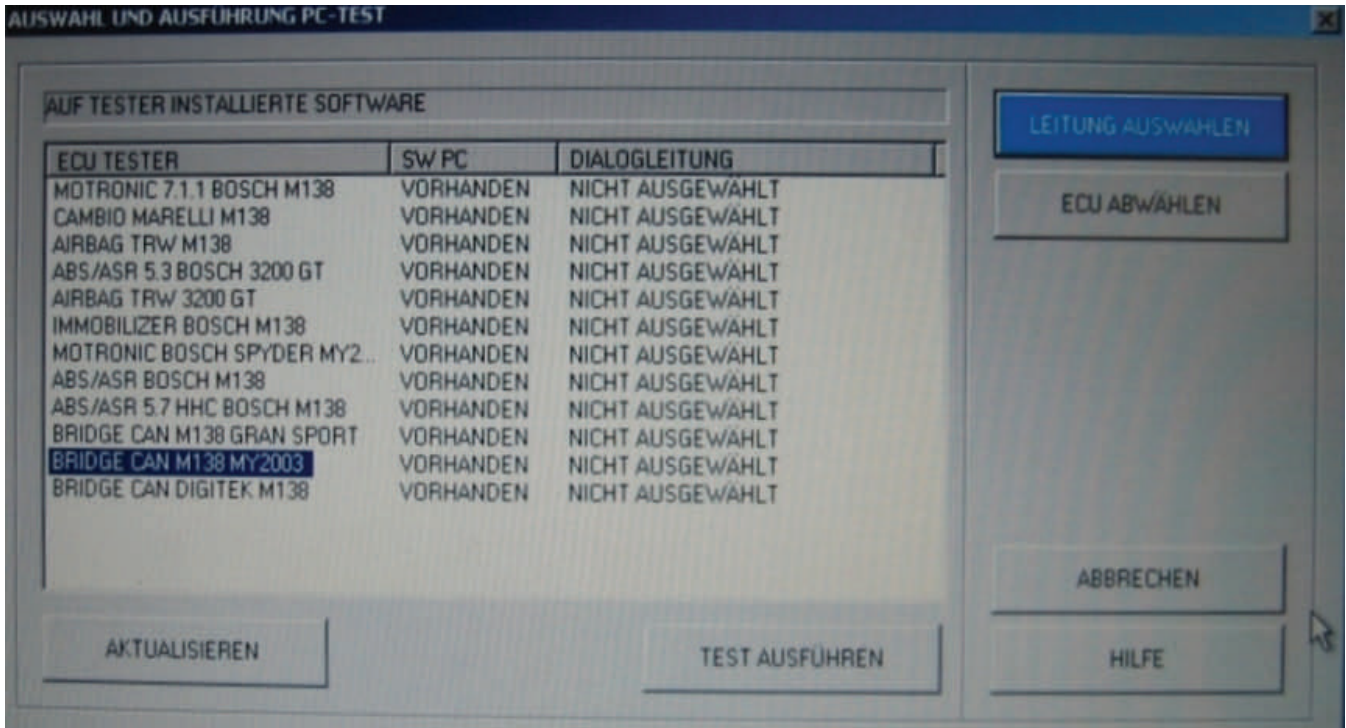 AUSWAHL UND AUSFÜHRUNG PC-TEST
AUF TESTER INSTALLIERTE SOFTWARE
ECU TESTER SW PC DIALOGLEITUNG
MOTRONIC 7.1.1 BOSCH M138 VORHANDEN NICHT AUSGEWÄHLT
CAMBIO MARELLI M138 VORHANDEN NICHT AUSGEWÄHLT
AIRBAG TRW M138 VORHANDEN NICHT AUSGEWÄHLT
ABS/ASR 5.3 BOSCH 3200 GT VORHANDEN NICHT AUSGEWÄHLT
AIRBAG TRW 3200 GT VORHANDEN NICHT AUSGEWÄHLT
IMMOBILIZER BOSCH M138 VORHANDEN NICHT AUSGEWÄHLT
MOTRONIC BOSCH SPYDER MY2... VORHANDEN NICHT AUSGEWÄHLT
ABS/ASR BOSCH M138 VORHANDEN NICHT AUSGEWÄHLT
ABS/ASR 5.7 HHC BOSCH M138 VORHANDEN NICHT AUSGEWÄHLT
BRIDGE CAN M138 GRAN SPORT VORHANDEN NICHT AUSGEWÄHLT
BRIDGE CAN M138 MY2003 VORHANDEN NICHT AUSGEWÄHLT
BRIDGE CAN DIGITEK M138 VORHANDEN NICHT AUSGEWÄHLT
AKTUALISIEREN
TEST AUSFÜHREN
LEITUNG AUSWÄHLEN
ECU ABWÄHLEN
ABBRECHEN
HILFE